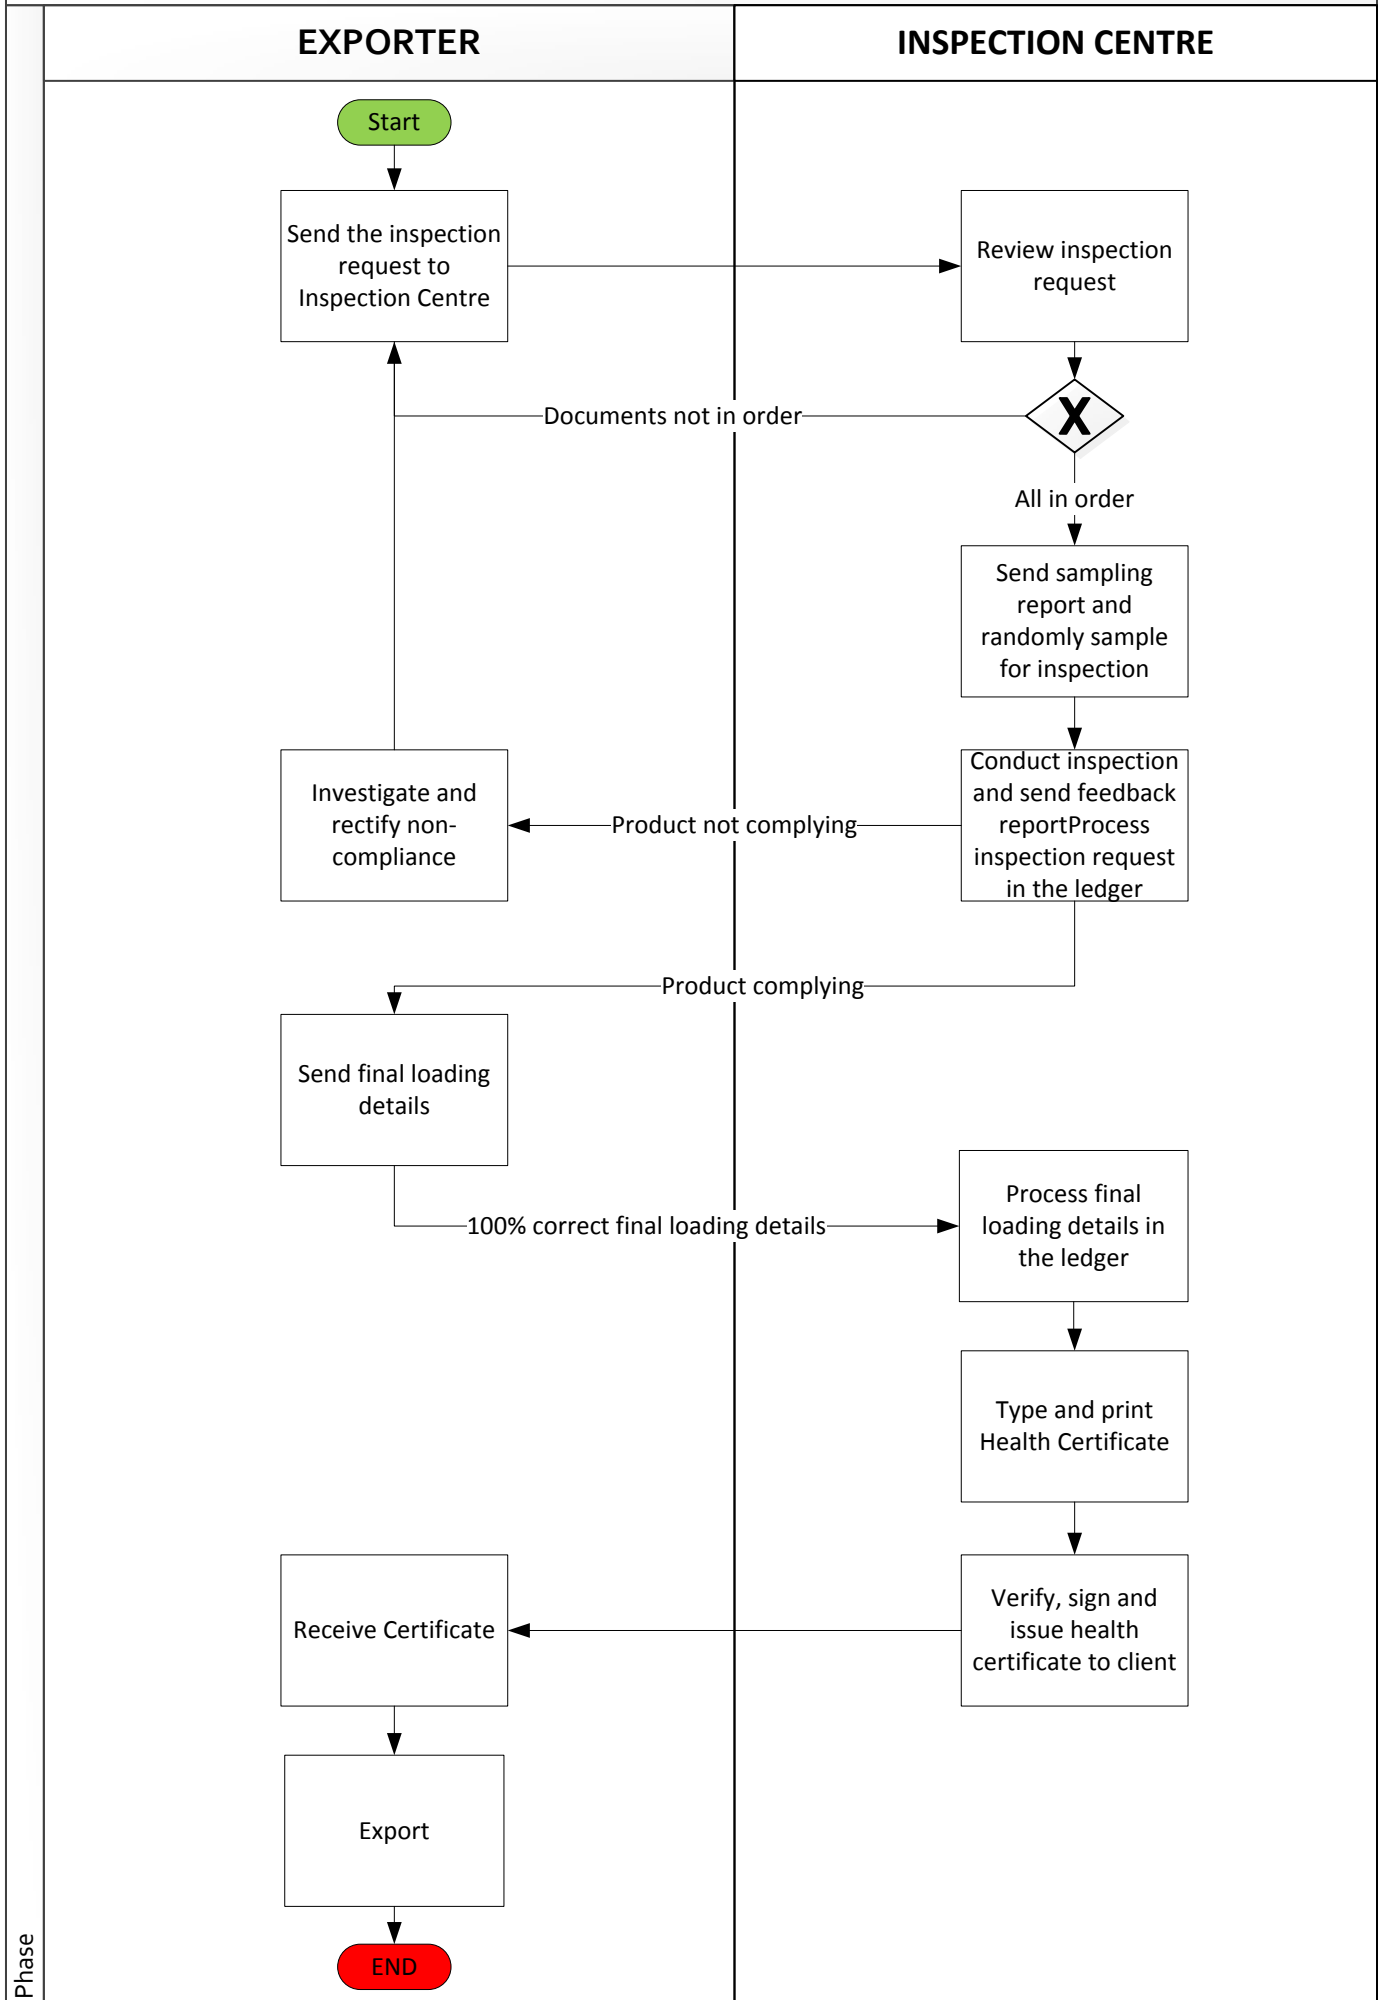 EXPORTER
INSPECTION CENTRE
Start
Send the inspection
request to
Inspection Centre
Review inspection
request
Documents not in order
X
All in order
Send sampling
report and
randomly sample
for inspection
Investigate and
rectify non-
compliance
Product not complying
Conduct inspection
and send feedback
reportProcess
inspection request
in the ledger
Product complying
Send final loading
details
100% correct final loading details
Process final
loading details in
the ledger
Type and print
Health Certificate
Receive Certificate
Verify, sign and
issue health
certificate to client
Export
END
Phase